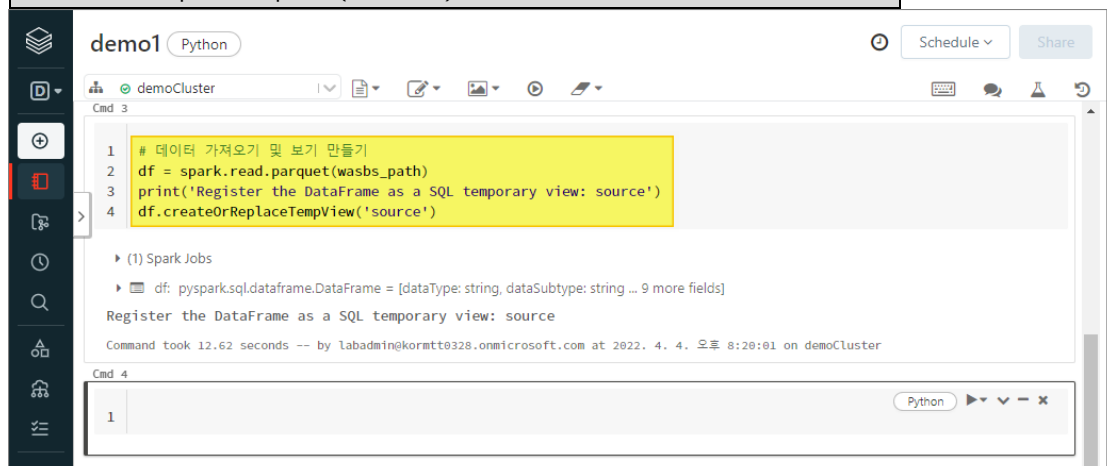 demo1 Python
Schedule Share
D
demoCluster
Cmd 3
1 # 데이터 가져오기 및 보기 만들기
2 df = spark.read.parquet(wasbs_path)
3 print('Register the DataFrame as a SQL temporary view: source')
4 df.createOrReplaceTempView('source')
(1) Spark Jobs
df: pyspark.sql.dataframe.DataFrame = [dataType: string, dataSubtype: string ... 9 more fields]
Register the DataFrame as a SQL temporary view: source
Command took 12.62 seconds -- by labadmin@kormtt0328.onmicrosoft.com at 2022. 4. 4. 오후 8:20:01 on demoCluster
Cmd 4
Python
1